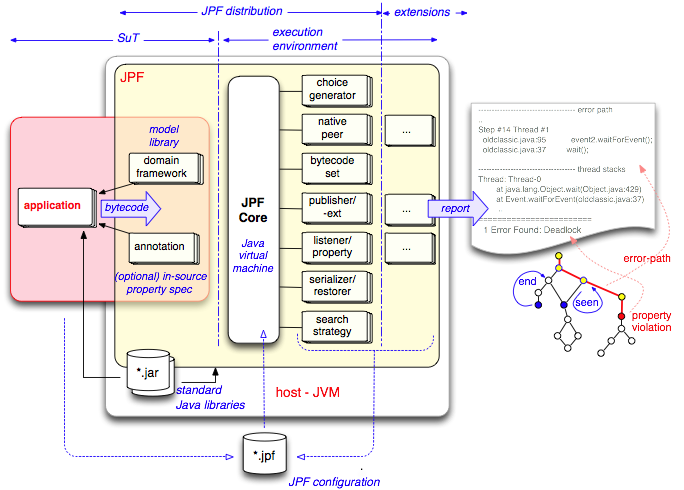 JPF distribution
extensions
SuT
execution
environment
JPF
model
library
domain
framework
application
bytecode
annotation
(optional) in-source
property spec
JPF
Core
Java
virtual
machine
choice
generator
native
peer
bytecode
set
publisher/
-ext
listener/
property
serializer/
restorer
search
strategy
...
...
...
report
error path
..
Step #14 Thread #1
oldclassic.java:95 event2.waitForEvent();
oldclassic.java:37 wait();
thread stacks
Thread: Thread-0
at java.lang.Object.wait(Object.java:429)
at Event.waitForEvent(oldclassic.java:37)
..
======================
1 Error Found: Deadlock
error-path
end
seen
property
violation
*.jar
standard
Java libraries
host - JVM
*.jpf
JPF configuration